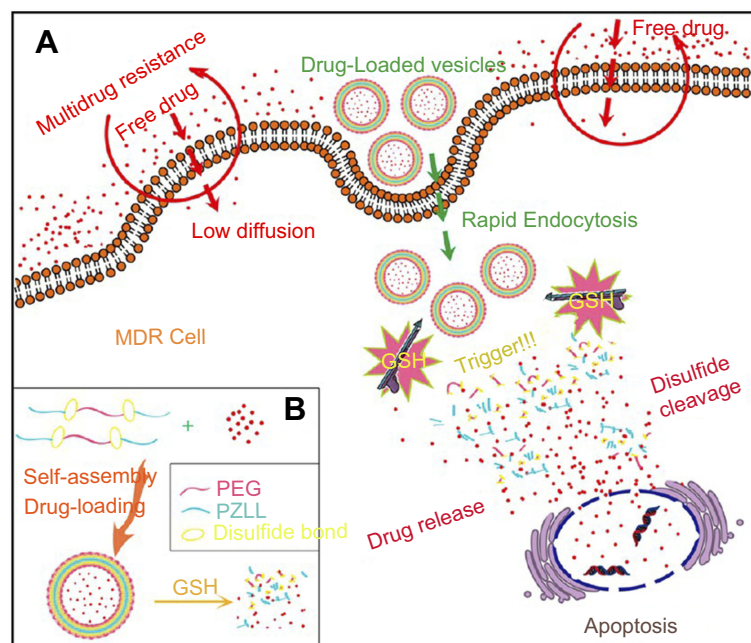 A
Multidrug resistance
Free drug
Low diffusion
Drug-Loaded vesicles
Free drug
Rapid Endocytosis
MDR Cell
GSH
GSH
Trigger!!!
Disulfide
cleavage
Drug release
Apoptosis
B
+
Self-assembly
Drug-loading
PEG
PZLL
Disulfide bond
GSH